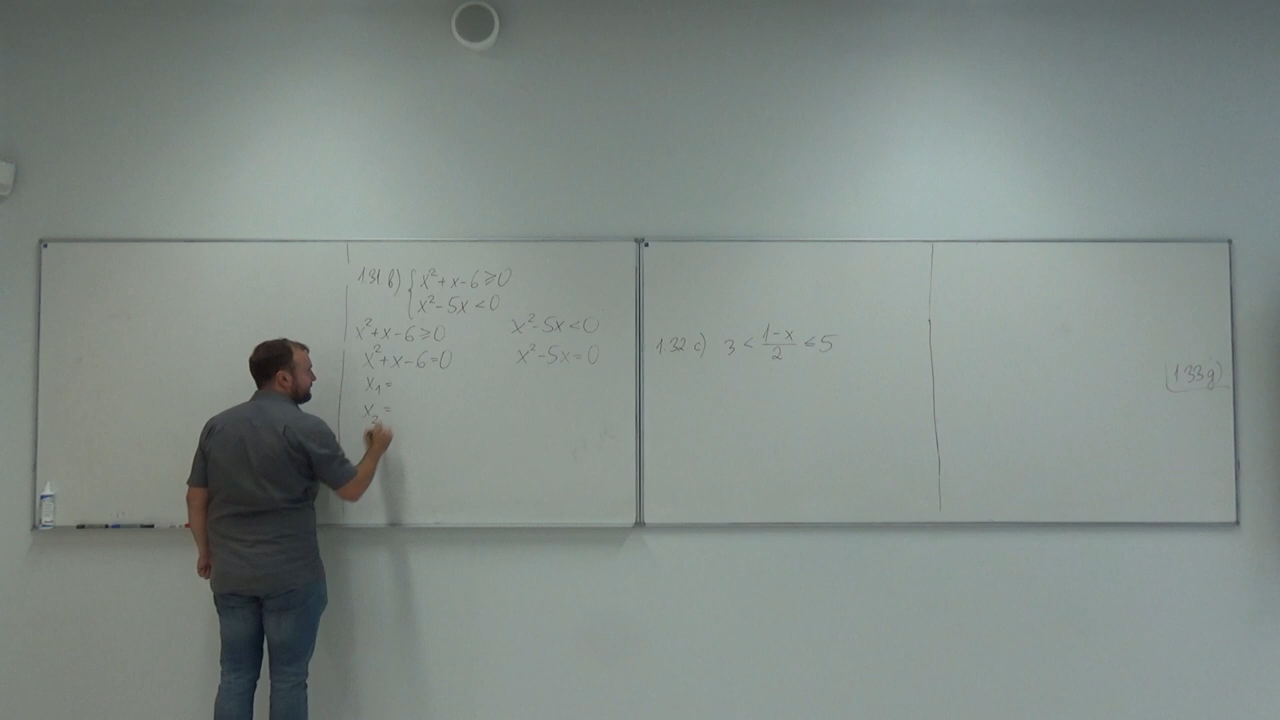 1.31. b) { x² + x - 6 ≥ 0
x² - 5x < 0
x² + x - 6 ≥ 0
x² + x - 6 = 0
x₁ =
x₂ =
x² - 5x < 0
x² - 5x = 0
1.32 c) 3 < (1-x)/2 ≤ 5
1.33 g)